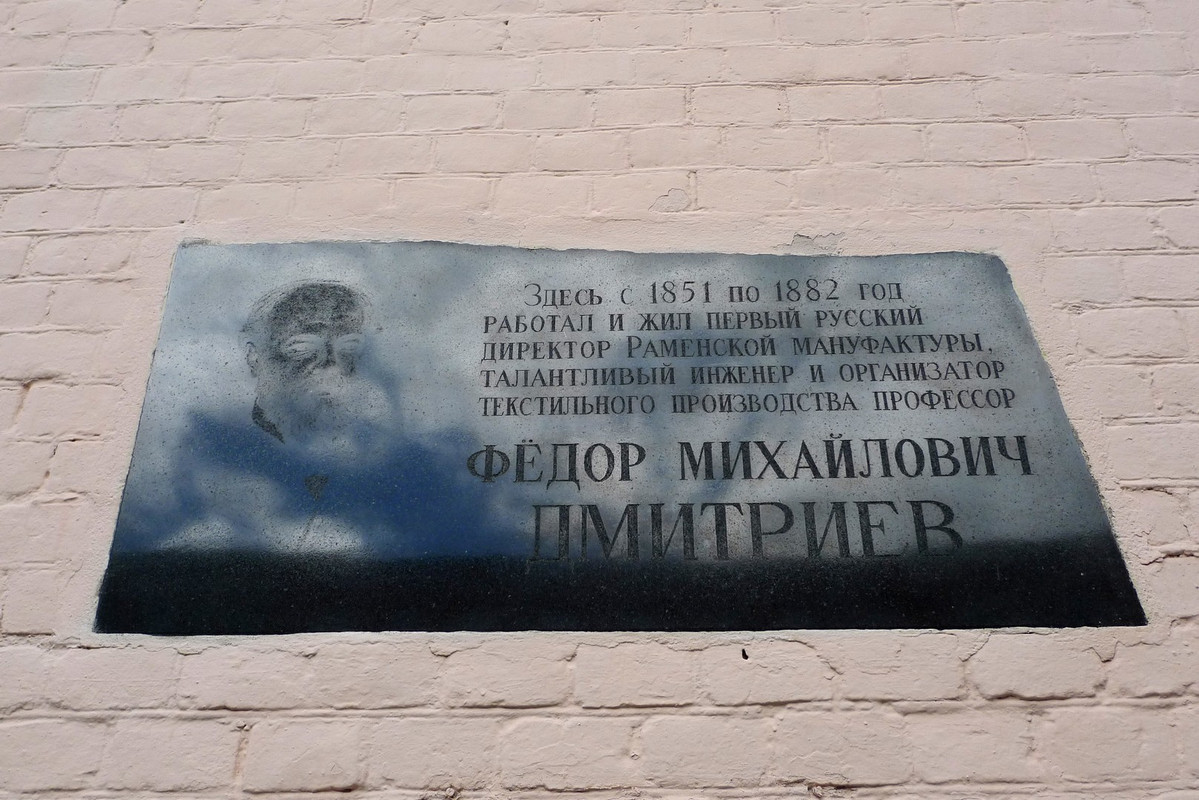 Здесь с 1851 по 1882 год
работал и жил первый русский
директор Раменской мануфактуры,
талантливый инженер и организатор
текстильного производства профессор
ФЁДОР МИХАЙЛОВИЧ
ДМИТРИЕВ